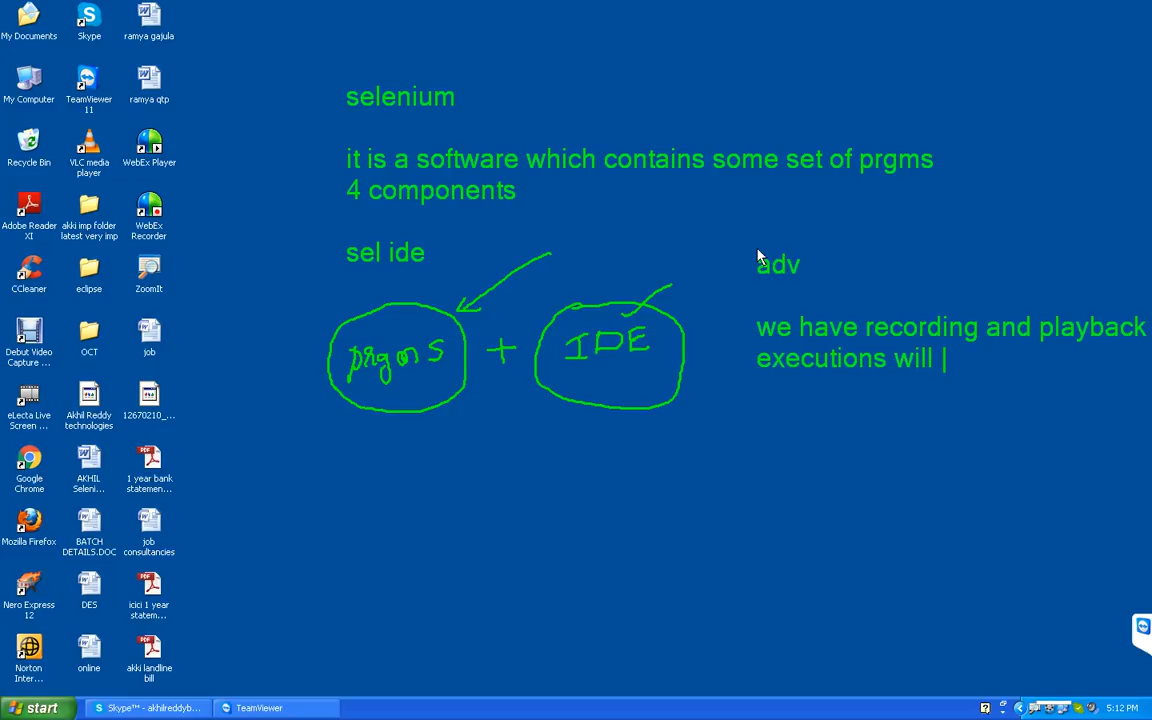 My Documents
Skype
ramya gajula
My Computer
TeamViewer
11
ramya qtp
Recycle Bin
VLC media
player
WebEx Player
Adobe Reader
XI
akki imp folder
latest very imp
WebEx
Recorder
CCleaner
eclipse
ZoomIt
Debut Video
Capture ...
OCT
job
eLecta Live
Screen ...
Akhil Reddy
technologies
12670210_...
Google
Chrome
AKHIL
Seleni...
1 year bank
statemen...
Mozilla Firefox
BATCH
DETAILS.DOC
job
consultancies
Nero Express
12
DES
icici 1 year
statem...
Norton
Inter...
online
akki landline
bill
selenium
it is a software which contains some set of prgms
4 components
sel ide
prgms + IDE
adv
we have recording and playback
executions will
start
Skype™ - akhilreddyb...
TeamViewer
5:12 PM